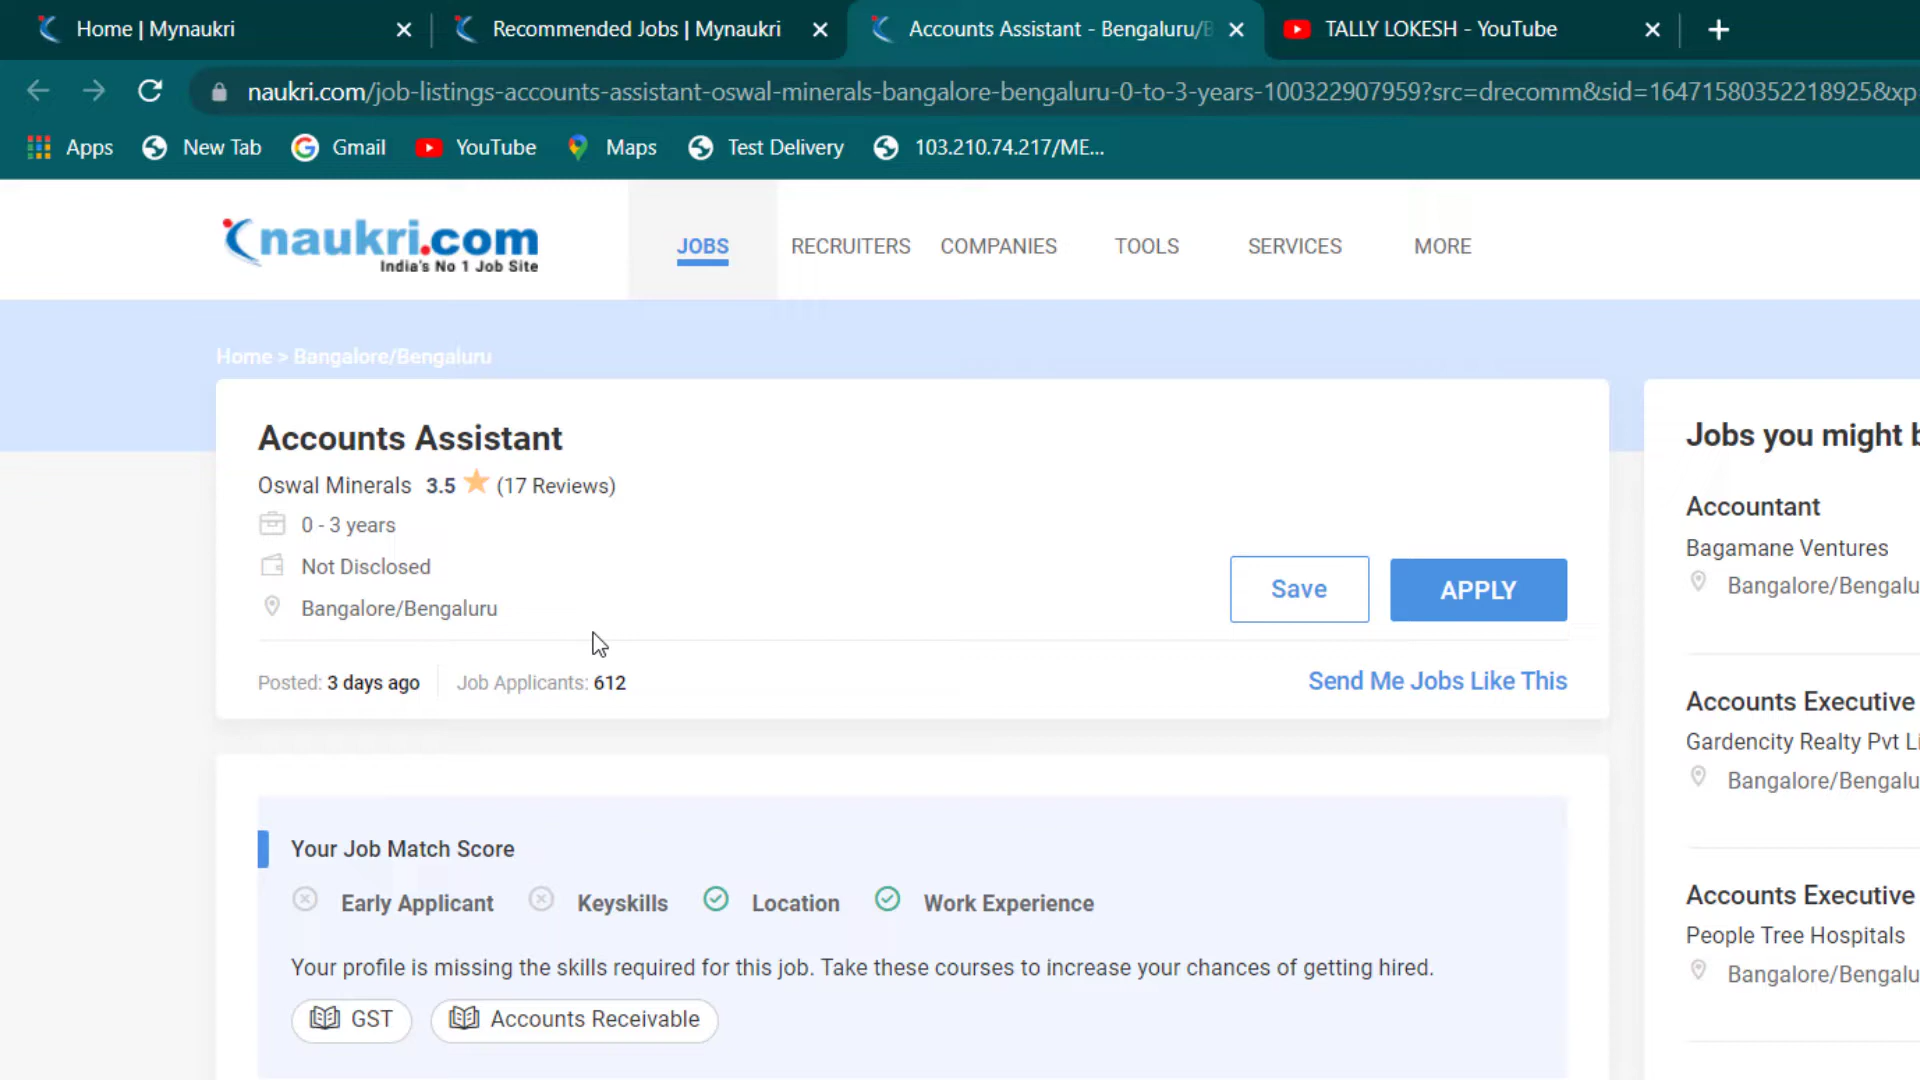 Home | Mynaukri
Recommended Jobs | Mynaukri
Accounts Assistant - Bengaluru/B
TALLY LOKESH - YouTube
naukri.com/job-listings-accounts-assistant-oswal-minerals-bangalore-bengaluru-0-to-3-years-100322907959?src=drecomm&sid=16471580352218925&xp
Apps
New Tab
Gmail
YouTube
Maps
Test Delivery
103.210.74.217/ME...
naukri.com
India's No 1 Job Site
JOBS
RECRUITERS
COMPANIES
TOOLS
SERVICES
MORE
Home > Bangalore/Bengaluru
Accounts Assistant
Oswal Minerals 3.5 (17 Reviews)
0 - 3 years
Not Disclosed
Bangalore/Bengaluru
Save
APPLY
Posted: 3 days ago
Job Applicants: 612
Send Me Jobs Like This
Your Job Match Score
Early Applicant
Keyskills
Location
Work Experience
Your profile is missing the skills required for this job. Take these courses to increase your chances of getting hired.
GST
Accounts Receivable
Jobs you might b
Accountant
Bagamane Ventures
Bangalore/Bengalu
Accounts Executive
Gardencity Realty Pvt Li
Bangalore/Bengalu
Accounts Executive
People Tree Hospitals
Bangalore/Bengalu